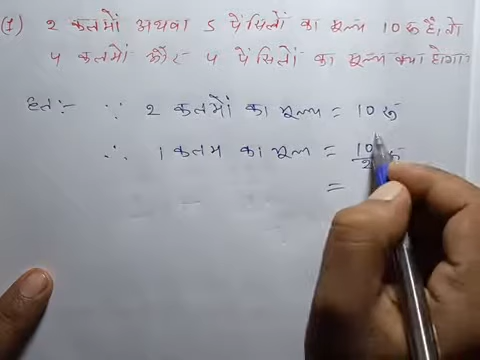 (1) 2 कलमों अथवा 5 पेंसिलों का मूल्य 10 रु है। तो
4 कलमों और 4 पेंसिलों का मूल्य क्या होगा
हल:- ∵ 2 कलमों का मूल्य = 10 रु
∴ 1 कलम का मूल्य = 10/2 रु
=